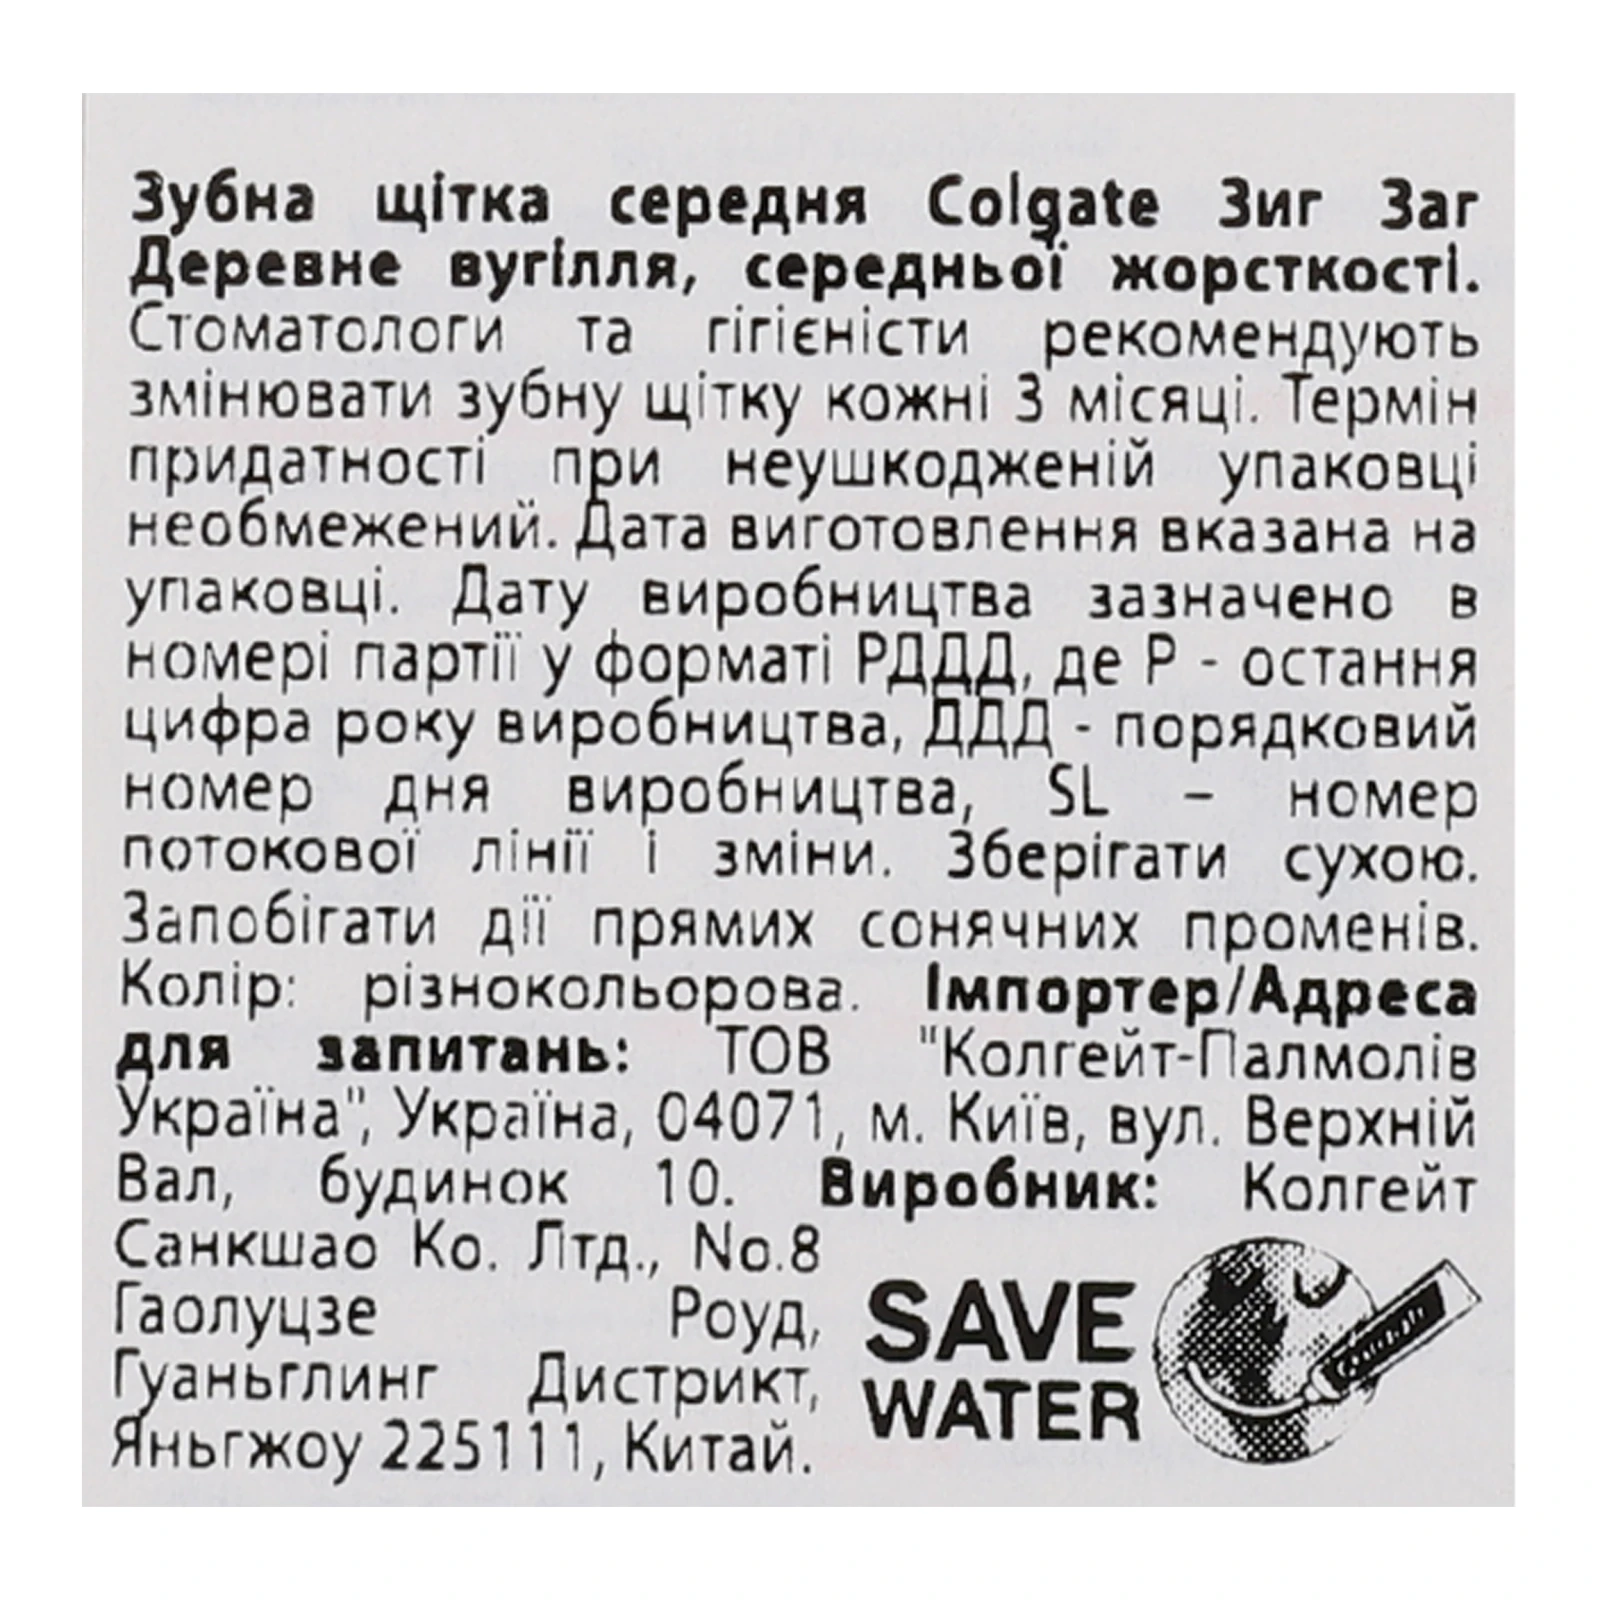 Зубна щітка середня Colgate Зиг Заг
Деревне вугілля, середньої жорсткості.
Стоматологи та гігієністи рекомендують
змінювати зубну щітку кожні 3 місяці. Термін
придатності при неушкодженій упаковці
необмежений. Дата виготовлення вказана на
упаковці. Дату виробництва зазначено в
номері партії у форматі РДДД, де Р - остання
цифра року виробництва, ДДД - порядковий
номер дня виробництва, SL – номер
потокової лінії і зміни. Зберігати сухою.
Запобігати дії прямих сонячних променів.
Колір: різнокольорова. Імпортер/Адреса
для запитань: ТОВ "Колгейт-Палмолів
Україна", Україна, 04071, м. Київ, вул. Верхній
Вал, будинок 10. Виробник: Колгейт
Санкшао Ко. Лтд., No.8
Гаолуцзе Роуд,
Гуаньглинг Дистрикт,
Яньгжоу 225111, Китай.
SAVE
WATER
Colgate